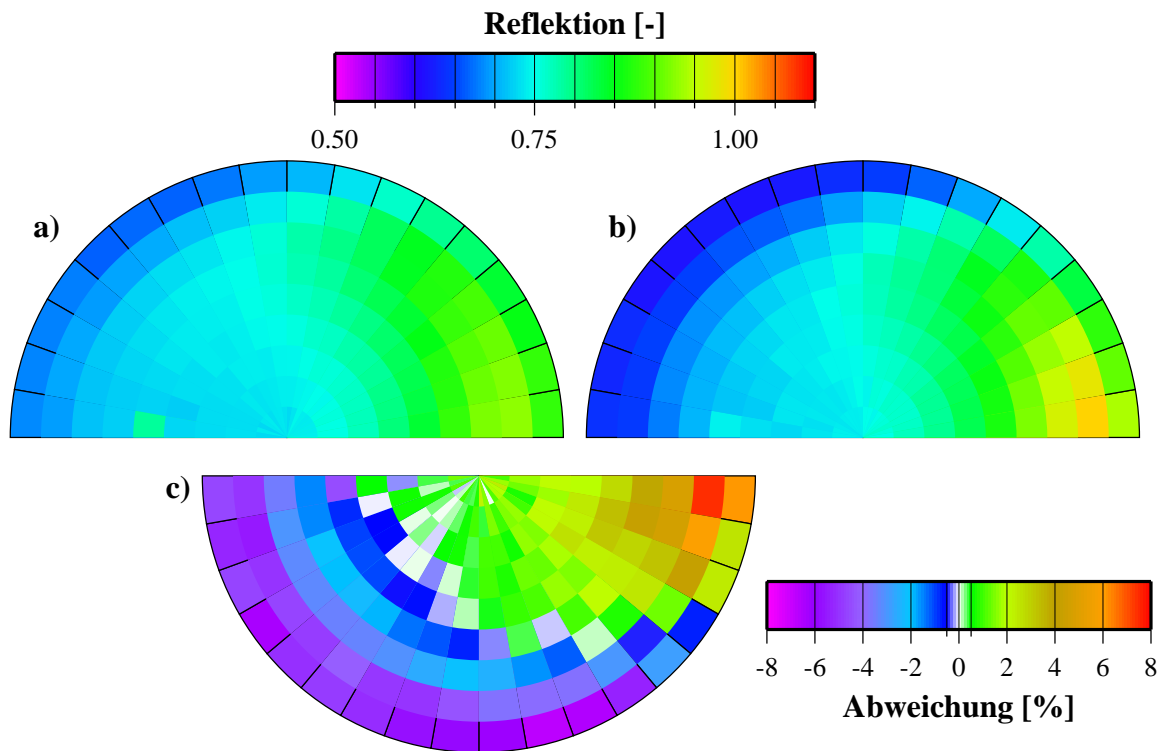 Reflektion [-]
0.50 0.75 1.00
a)
b)
c)
-8 -6 -4 -2 0 2 4 6 8
Abweichung [%]